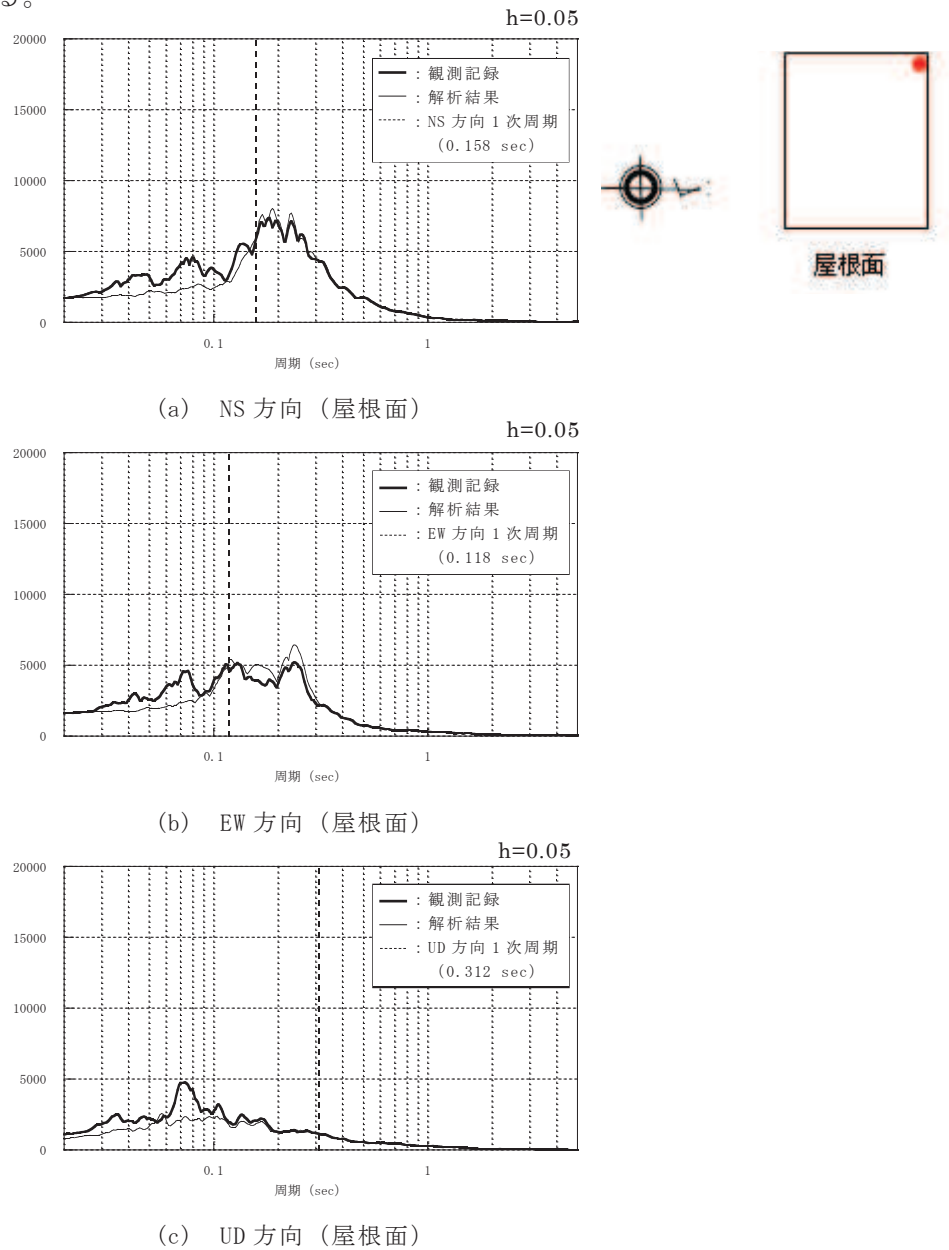 る。
h=0.05
20000
15000
10000
5000
0
0.1
1
周期 (sec)
: 観測記録
: 解析結果
: NS 方向 1 次周期
(0.158 sec)
屋根面
(a) NS 方向 (屋根面)
h=0.05
20000
15000
10000
5000
0
0.1
1
周期 (sec)
: 観測記録
: 解析結果
: EW 方向 1 次周期
(0.118 sec)
(b) EW 方向 (屋根面)
h=0.05
20000
15000
10000
5000
0
0.1
1
周期 (sec)
: 観測記録
: 解析結果
: UD 方向 1 次周期
(0.312 sec)
(c) UD 方向 (屋根面)